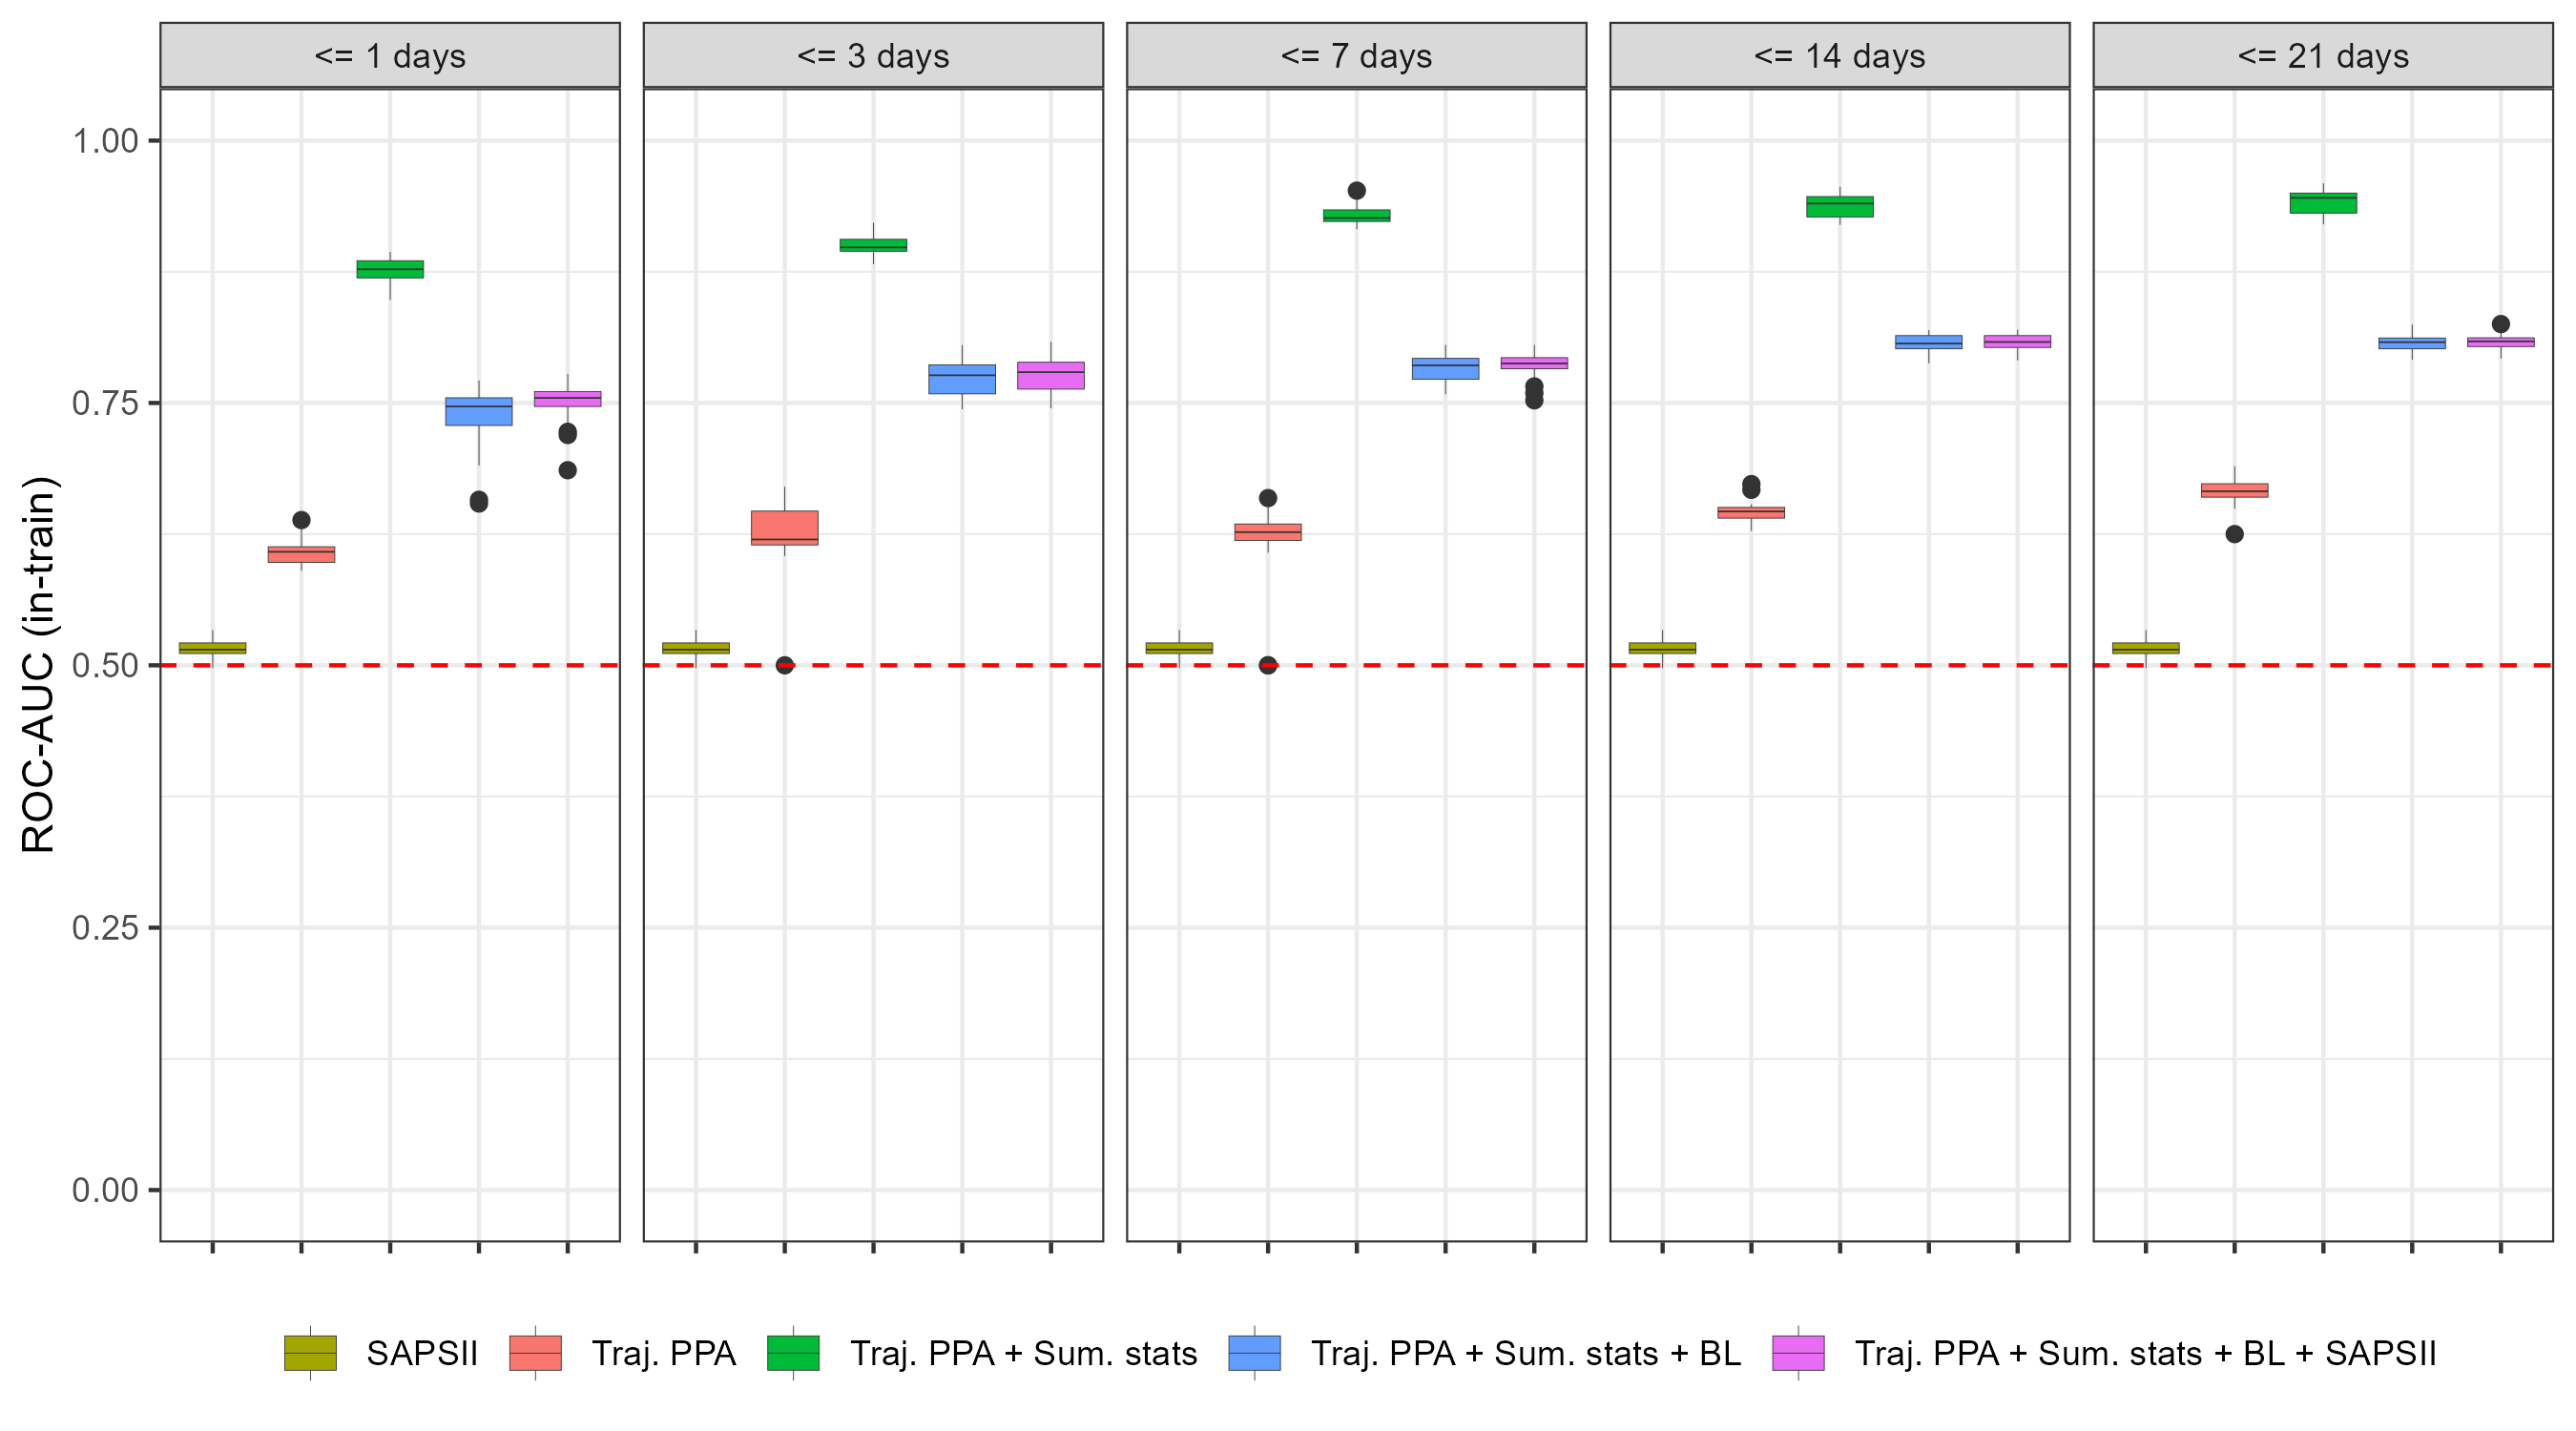 <= 1 days
<= 3 days
<= 7 days
<= 14 days
<= 21 days
ROC-AUC (in-train)
1.00
0.75
0.50
0.25
0.00
SAPSII
Traj. PPA
Traj. PPA + Sum. stats
Traj. PPA + Sum. stats + BL
Traj. PPA + Sum. stats + BL + SAPSII